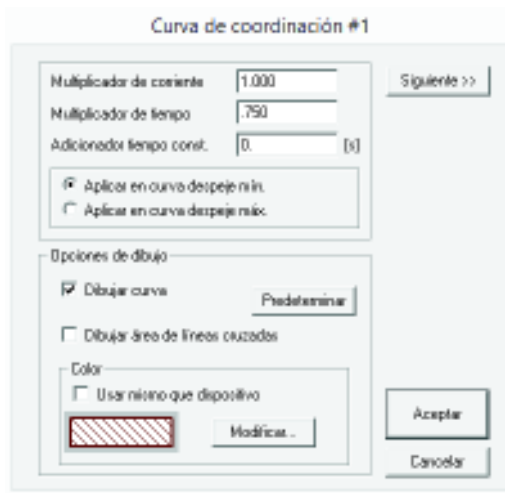 Curva de coordinación #1
Multiplicador de corriente 1.000
Siguiente >>
Multiplicador de tiempo .750
Adicionador tiempo const. 0. [s]
Aplicar en curva despeje mín.
Aplicar en curva despeje máx.
Opciones de dibujo
Dibujar curva
Predeterminar
Dibujar área de líneas cruzadas
Color
Usar mismo que dispositivo
Modificar...
Aceptar
Cancelar